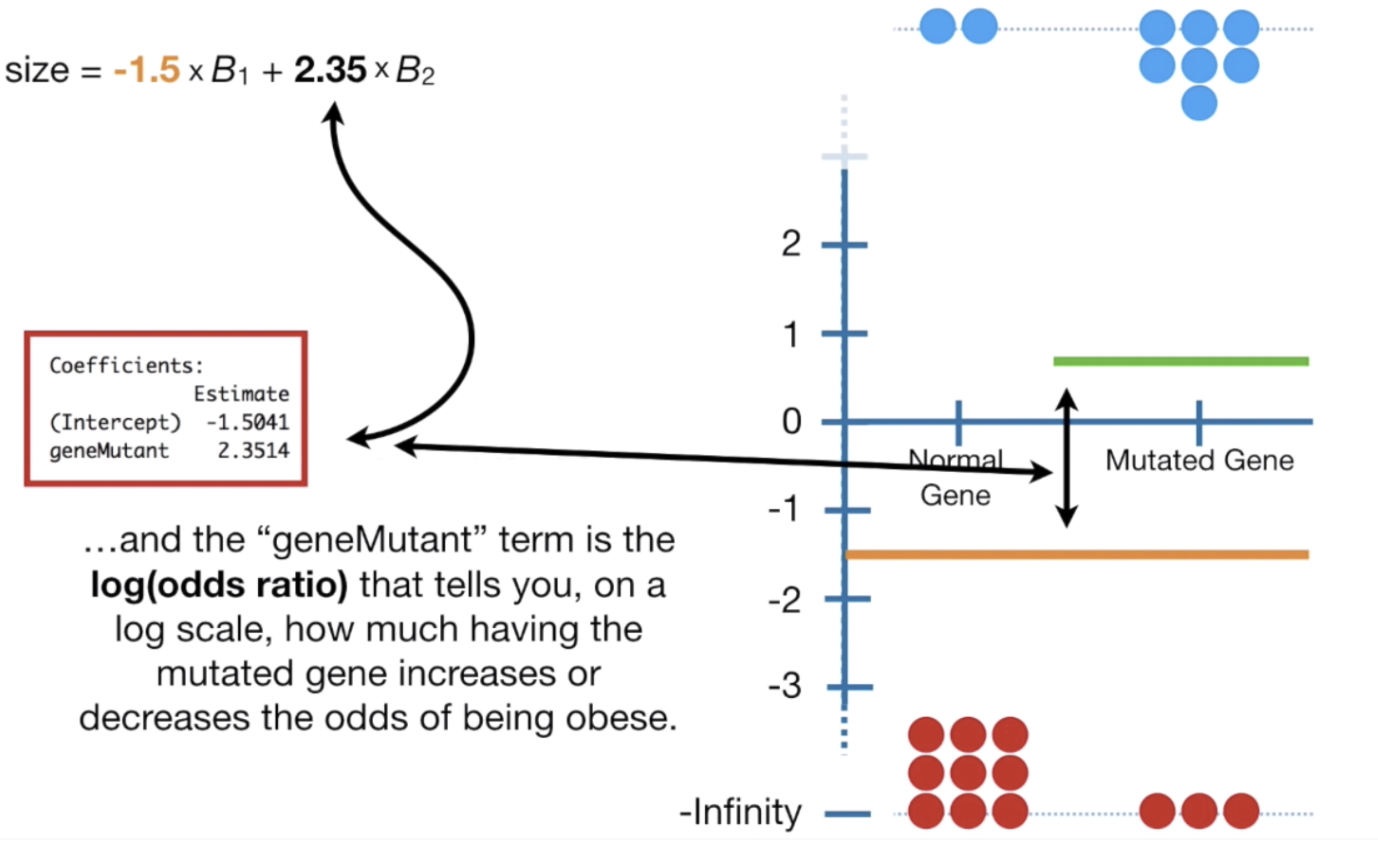 size = -1.5 x B₁ + 2.35 x B₂
Coefficients:
Estimate
(Intercept) -1.5041
geneMutant 2.3514
…and the “geneMutant” term is the
log(odds ratio) that tells you, on a
log scale, how much having the
mutated gene increases or
decreases the odds of being obese.
2
1
0
-1
-2
-3
-Infinity
Normal
Gene
Mutated Gene